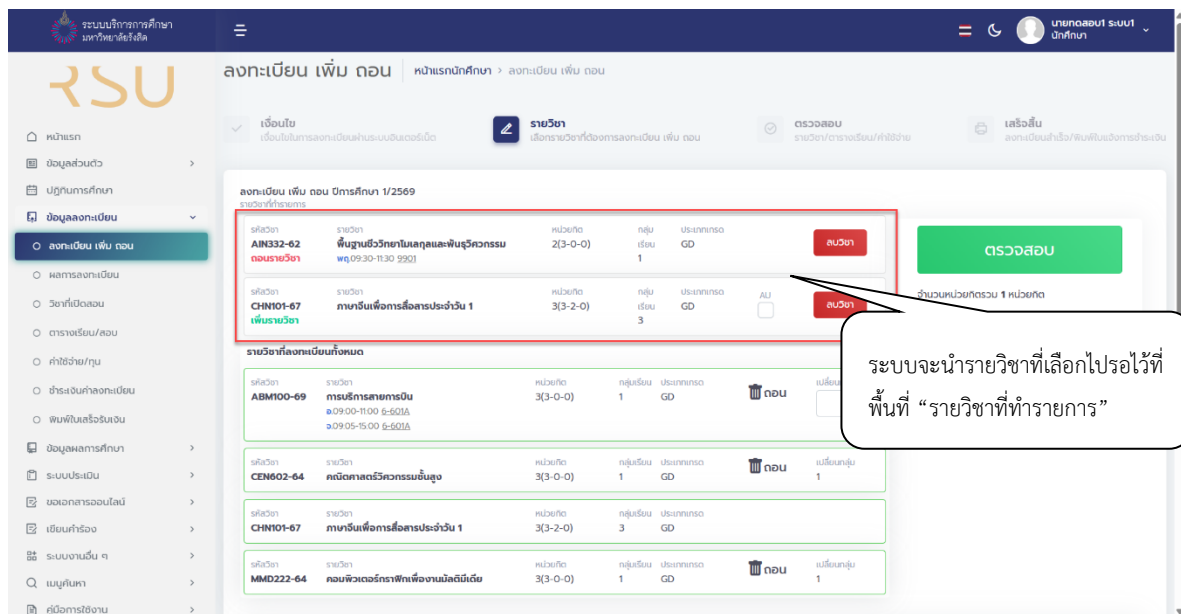 ระบบบริการการศึกษา
มหาวิทยาลัยรังสิต
นายทดสอบ1 ระบบ1
นักศึกษา
RSU
ลงทะเบียน เพิ่ม ถอน
หน้าแรกนักศึกษา > ลงทะเบียน เพิ่ม ถอน
หน้าแรก
ข้อมูลส่วนตัว
ปฏิทินการศึกษา
ข้อมูลลงทะเบียน
ลงทะเบียน เพิ่ม ถอน
ผลการลงทะเบียน
วิชาที่เปิดสอน
ตารางเรียน/สอบ
ค่าใช้จ่าย/ทุน
ชำระเงินค่าลงทะเบียน
พิมพ์ใบเสร็จรับเงิน
ข้อมูลผลการศึกษา
ระบบประเมิน
ขอเอกสารออนไลน์
เขียนคำร้อง
ระบบงานอื่น ๆ
เมนูค้นหา
คู่มือการใช้งาน
เงื่อนไข
เงื่อนไขในการลงทะเบียนผ่านระบบอินเตอร์เน็ต
รายวิชา
เลือกรายวิชาที่ต้องการลงทะเบียน เพิ่ม ถอน
ตรวจสอบ
รายวิชา/ตารางเรียน/ค่าใช้จ่าย
เสร็จสิ้น
ลงทะเบียนสำเร็จ/พิมพ์ใบแจ้งการชำระเงิน
ลงทะเบียน เพิ่ม ถอน ปีการศึกษา 1/2569
รายวิชาที่ทำรายการ
รหัสวิชา รายวิชา หน่วยกิต กลุ่ม ประเภทเกรด
AIN332-62 พื้นฐานชีววิทยาโมเลกุลและพันธุวิศวกรรม 2(3-0-0) เรียน GD ลบวิชา
ถอนรายวิชา พฤ.09:30-11:30 9901 1
รหัสวิชา รายวิชา หน่วยกิต กลุ่ม ประเภทเกรด AU
CHN101-67 ภาษาจีนเพื่อการสื่อสารประจำวัน 1 3(3-2-0) เรียน GD ลบวิชา
เพิ่มรายวิชา 3
ตรวจสอบ
จำนวนหน่วยกิตรวม 1 หน่วยกิต
ระบบจะนำรายวิชาที่เลือกไปรอไว้ที่
พื้นที่ “รายวิชาที่ทำรายการ”
รายวิชาที่ลงทะเบียนทั้งหมด
รหัสวิชา รายวิชา หน่วยกิต กลุ่มเรียน ประเภทเกรด
ABM100-69 การบริการสายการบิน 3(3-0-0) 1 GD ถอน
อ.09:00-11:00 6-601A
จ.09:05-15:00 6-601A
รหัสวิชา รายวิชา หน่วยกิต กลุ่มเรียน ประเภทเกรด เปลี่ยนกลุ่ม
CEN602-64 คณิตศาสตร์วิศวกรรมขั้นสูง 3(3-0-0) 1 GD ถอน 1
รหัสวิชา รายวิชา หน่วยกิต กลุ่มเรียน ประเภทเกรด
CHN101-67 ภาษาจีนเพื่อการสื่อสารประจำวัน 1 3(3-2-0) 3 GD
รหัสวิชา รายวิชา หน่วยกิต กลุ่มเรียน ประเภทเกรด เปลี่ยนกลุ่ม
MMD222-64 คอมพิวเตอร์กราฟิกเพื่องานมัลติมีเดีย 3(3-0-0) 1 GD ถอน 1